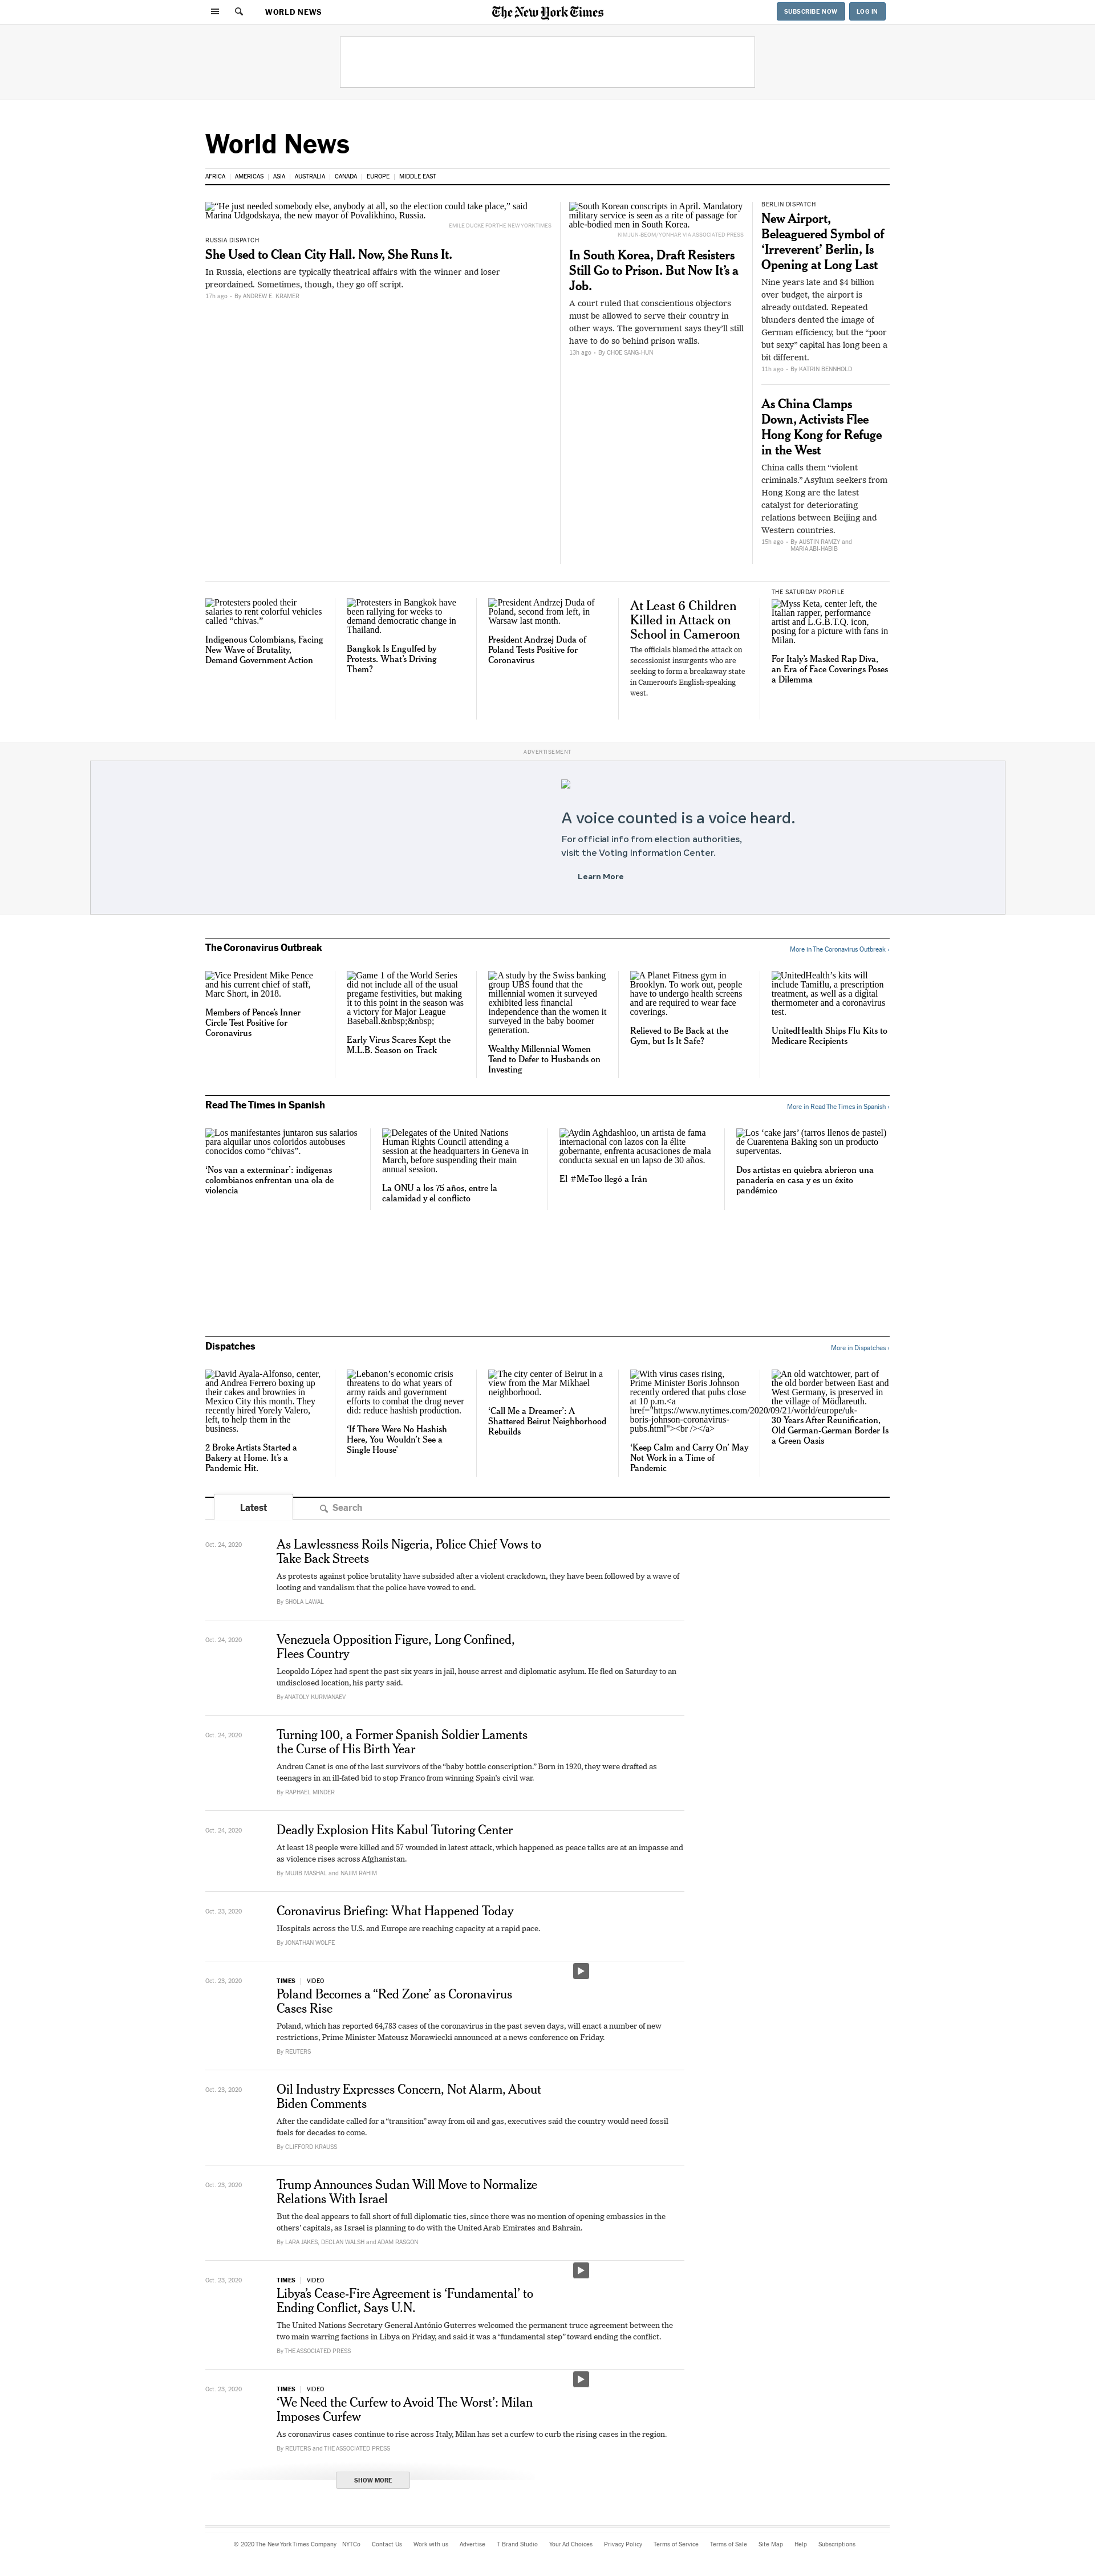 WORLD NEWS
The New York Times
SUBSCRIBE NOW
LOG IN
World News
AFRICA
AMERICAS
ASIA
AUSTRALIA
CANADA
EUROPE
MIDDLE EAST
“He just needed somebody else, anybody at all, so the election could take place,” said
Marina Udgodskaya, the new mayor of Povalikhino, Russia.
EMILE DUCKE FOR THE NEW YORK TIMES
RUSSIA DISPATCH
She Used to Clean City Hall. Now, She Runs It.
In Russia, elections are typically theatrical affairs with the winner and loser
preordained. Sometimes, though, they go off script.
17h ago - By ANDREW E. KRAMER
South Korean conscripts in April. Mandatory
military service is seen as a rite of passage for
able-bodied men in South Korea.
NIM JUN-BEOM/YONHAP, VIA ASSOCIATED PRESS
In South Korea, Draft Resisters
Still Go to Prison. But Now It’s a
Job.
A court ruled that conscientious objectors
must be allowed to serve their country in
other ways. The government says they’ll still
have to do so behind prison walls.
13h ago - By CHOE SANG-HUN
BERLIN DISPATCH
New Airport,
Beleaguered Symbol of
‘Irreverent’ Berlin, Is
Opening at Long Last
Nine years late and $4 billion
over budget, the airport is
already outdated. Repeated
blunders dented the image of
German efficiency, but the “poor
but sexy” capital has long been a
bit different.
11h ago - By KATRIN BENNHOLD
As China Clamps
Down, Activists Flee
Hong Kong for Refuge
in the West
China calls them “violent
criminals.” Asylum seekers from
Hong Kong are the latest
catalyst for deteriorating
relations between Beijing and
Western countries.
15h ago - By AUSTIN RAMZY and
MARIA ABI-HABIB
Protesters pooled their
salaries to rent colorful vehicles
called “chivas.”
Indigenous Colombians, Facing
New Wave of Brutality,
Demand Government Action
Protesters in Bangkok have
been rallying for weeks to
demand democratic change in
Thailand.
Bangkok Is Engulfed by
Protests. What’s Driving
Them?
President Andrzej Duda of
Poland, second from left, in
Warsaw last month.
President Andrzej Duda of
Poland Tests Positive for
Coronavirus
At Least 6 Children
Killed in Attack on
School in Cameroon
The officials blamed the attack on
secessionist insurgents who are
seeking to form a breakaway state
in Cameroon’s English-speaking
west.
THE SATURDAY PROFILE
Myss Keta, center left, the
Italian rapper, performance
artist and L.G.B.T.Q. icon,
posing for a picture with fans in
Milan.
For Italy’s Masked Rap Diva,
an Era of Face Coverings Poses
a Dilemma
ADVERTISEMENT
A voice counted is a voice heard.
For official info from election authorities,
visit the Voting Information Center.
Learn More
The Coronavirus Outbreak
More in The Coronavirus Outbreak ›
Vice President Mike Pence
and his current chief of staff,
Marc Short, in 2018.
Members of Pence’s Inner
Circle Test Positive for
Coronavirus
Game 1 of the World Series
did not include all of the usual
pregame festivities, but making
it to this point in the season was
a victory for Major League
Baseball.&nbsp;&nbsp;
Early Virus Scares Kept the
M.L.B. Season on Track
A study by the Swiss banking
group UBS found that the
millennial women it surveyed
exhibited less financial
independence than the women it
surveyed in the baby boomer
generation.
Wealthy Millennial Women
Tend to Defer to Husbands on
Investing
A Planet Fitness gym in
Brooklyn. To work out, people
have to undergo health screens
and are required to wear face
coverings.
Relieved to Be Back at the
Gym, but Is It Safe?
UnitedHealth’s kits will
include Tamiflu, a prescription
treatment, as well as a digital
thermometer and a coronavirus
test.
UnitedHealth Ships Flu Kits to
Medicare Recipients
Read The Times in Spanish
More in Read The Times in Spanish ›
Los manifestantes juntaron sus salarios
para alquilar unos coloridos autobuses
conocidos como “chivas”.
‘Nos van a exterminar’: indígenas
colombianos enfrentan una ola de
violencia
Delegates of the United Nations
Human Rights Council attending a
session at the headquarters in Geneva in
March, before suspending their main
annual session.
La ONU a los 75 años, entre la
calamidad y el conflicto
Aydin Aghdashloo, un artista de fama
internacional con lazos con la élite
gobernante, enfrenta acusaciones de mala
conducta sexual en un lapso de 30 años.
El #MeToo llegó a Irán
Los ‘cake jars’ (tarros llenos de pastel)
de Cuarentena Baking son un producto
superventas.
Dos artistas en quiebra abrieron una
panadería en casa y es un éxito
pandémico
Dispatches
More in Dispatches ›
David Ayala-Alfonso, center,
and Andrea Ferrero boxing up
their cakes and brownies in
Mexico City this month. They
recently hired Yorely Valero,
left, to help them in the
business.
2 Broke Artists Started a
Bakery at Home. It’s a
Pandemic Hit.
Lebanon’s economic crisis
threatens to do what years of
army raids and government
efforts to combat the drug never
did: reduce hashish production.
‘If There Were No Hashish
Here, You Wouldn’t See a
Single House’
The city center of Beirut in a
view from the Mar Mikhael
neighborhood.
‘Call Me a Dreamer’: A
Shattered Beirut Neighborhood
Rebuilds
With virus cases rising,
Prime Minister Boris Johnson
recently ordered that pubs close
at 10 p.m.<a
href="https://www.nytimes.com/2020/09/21/world/europe/uk-
boris-johnson-coronavirus-
pubs.html"><br /></a>
‘Keep Calm and Carry On’ May
Not Work in a Time of
Pandemic
An old watchtower, part of
the old border between East and
West Germany, is preserved in
the village of Mödlareuth.
30 Years After Reunification,
Old German-German Border Is
a Green Oasis
Latest
Search
Oct. 24, 2020
As Lawlessness Roils Nigeria, Police Chief Vows to
Take Back Streets
As protests against police brutality have subsided after a violent crackdown, they have been followed by a wave of
looting and vandalism that the police have vowed to end.
By SHOLA LAWAL
Oct. 24, 2020
Venezuela Opposition Figure, Long Confined,
Flees Country
Leopoldo López had spent the past six years in jail, house arrest and diplomatic asylum. He fled on Saturday to an
undisclosed location, his party said.
By ANATOLY KURMANAEV
Oct. 24, 2020
Turning 100, a Former Spanish Soldier Laments
the Curse of His Birth Year
Andreu Canet is one of the last survivors of the “baby bottle conscription.” Born in 1920, they were drafted as
teenagers in an ill-fated bid to stop Franco from winning Spain’s civil war.
By RAPHAEL MINDER
Oct. 24, 2020
Deadly Explosion Hits Kabul Tutoring Center
At least 18 people were killed and 57 wounded in latest attack, which happened as peace talks are at an impasse and
as violence rises across Afghanistan.
By MUJIB MASHAL and NAJIM RAHIM
Oct. 23, 2020
Coronavirus Briefing: What Happened Today
Hospitals across the U.S. and Europe are reaching capacity at a rapid pace.
By JONATHAN WOLFE
Oct. 23, 2020
TIMES | VIDEO
Poland Becomes a “Red Zone’ as Coronavirus
Cases Rise
Poland, which has reported 64,783 cases of the coronavirus in the past seven days, will enact a number of new
restrictions, Prime Minister Mateusz Morawiecki announced at a news conference on Friday.
By REUTERS
Oct. 23, 2020
Oil Industry Expresses Concern, Not Alarm, About
Biden Comments
After the candidate called for a “transition” away from oil and gas, executives said the country would need fossil
fuels for decades to come.
By CLIFFORD KRAUSS
Oct. 23, 2020
Trump Announces Sudan Will Move to Normalize
Relations With Israel
But the deal appears to fall short of full diplomatic ties, since there was no mention of opening embassies in the
others’ capitals, as Israel is planning to do with the United Arab Emirates and Bahrain.
By LARA JAKES, DECLAN WALSH and ADAM RASGON
Oct. 23, 2020
TIMES | VIDEO
Libya’s Cease-Fire Agreement is ‘Fundamental’ to
Ending Conflict, Says U.N.
The United Nations Secretary General António Guterres welcomed the permanent truce agreement between the
two main warring factions in Libya on Friday, and said it was a “fundamental step” toward ending the conflict.
By THE ASSOCIATED PRESS
Oct. 23, 2020
TIMES | VIDEO
‘We Need the Curfew to Avoid The Worst’: Milan
Imposes Curfew
As coronavirus cases continue to rise across Italy, Milan has set a curfew to curb the rising cases in the region.
By REUTERS and THE ASSOCIATED PRESS
SHOW MORE
© 2020 The New York Times Company NYTCo Contact Us Work with us Advertise T Brand Studio Your Ad Choices Privacy Policy Terms of Service Terms of Sale Site Map Help Subscriptions